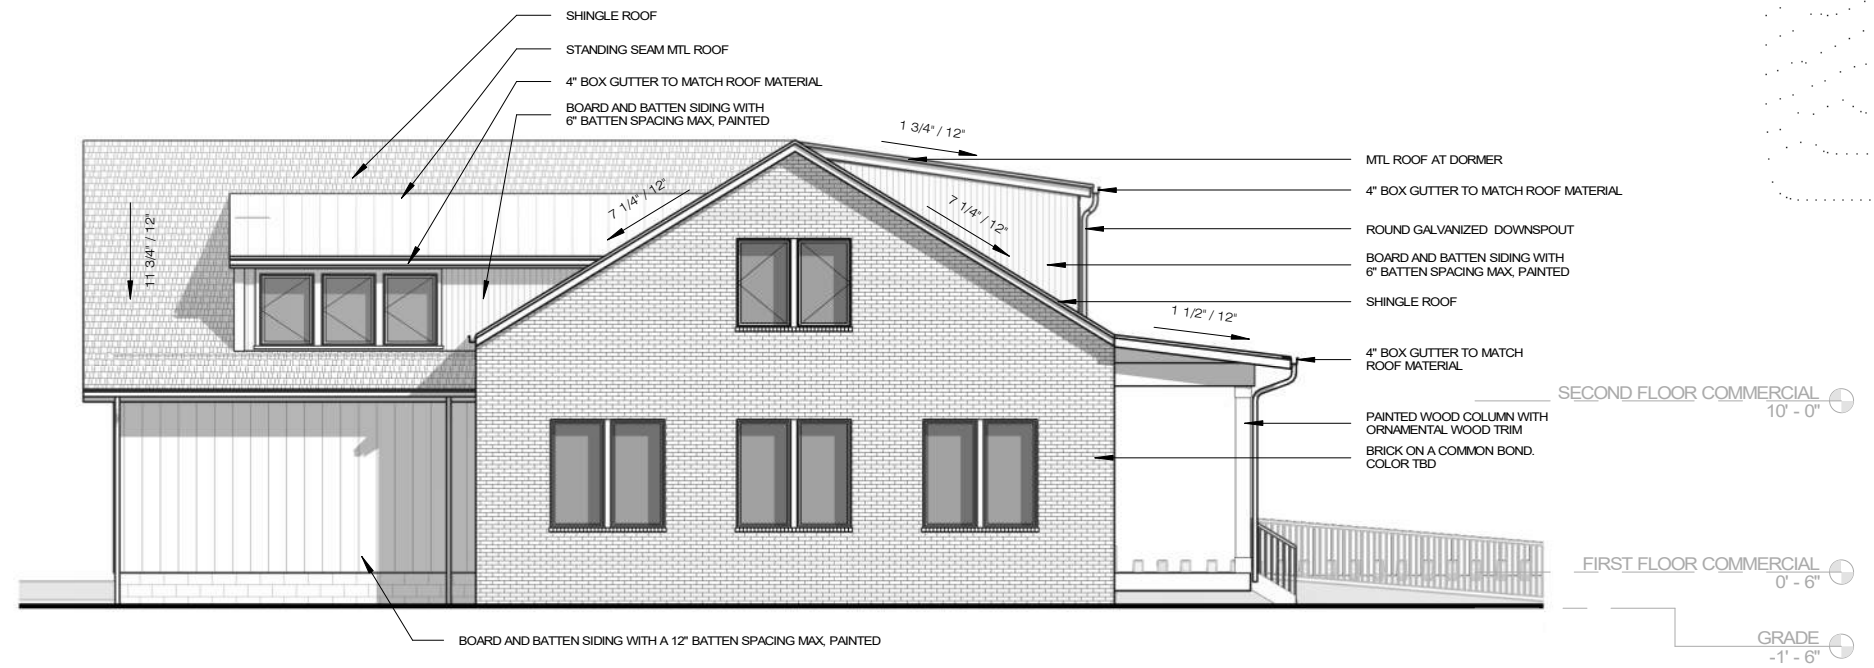 SHINGLE ROOF
STANDING SEAM MTL ROOF
4" BOX GUTTER TO MATCH ROOF MATERIAL
BOARD AND BATTEN SIDING WITH
6" BATTEN SPACING MAX, PAINTED
1 3/4" / 12"
7 1/4" / 12"
7 1/4" / 12"
11 3/4" / 12"
1 1/2" / 12"
MTL ROOF AT DORMER
4" BOX GUTTER TO MATCH ROOF MATERIAL
ROUND GALVANIZED DOWNSPOUT
BOARD AND BATTEN SIDING WITH
6" BATTEN SPACING MAX, PAINTED
SHINGLE ROOF
4" BOX GUTTER TO MATCH
ROOF MATERIAL
PAINTED WOOD COLUMN WITH
ORNAMENTAL WOOD TRIM
BRICK ON A COMMON BOND.
COLOR TBD
SECOND FLOOR COMMERCIAL
10' - 0"
FIRST FLOOR COMMERCIAL
0' - 6"
GRADE
-1' - 6"
BOARD AND BATTEN SIDING WITH A 12" BATTEN SPACING MAX, PAINTED